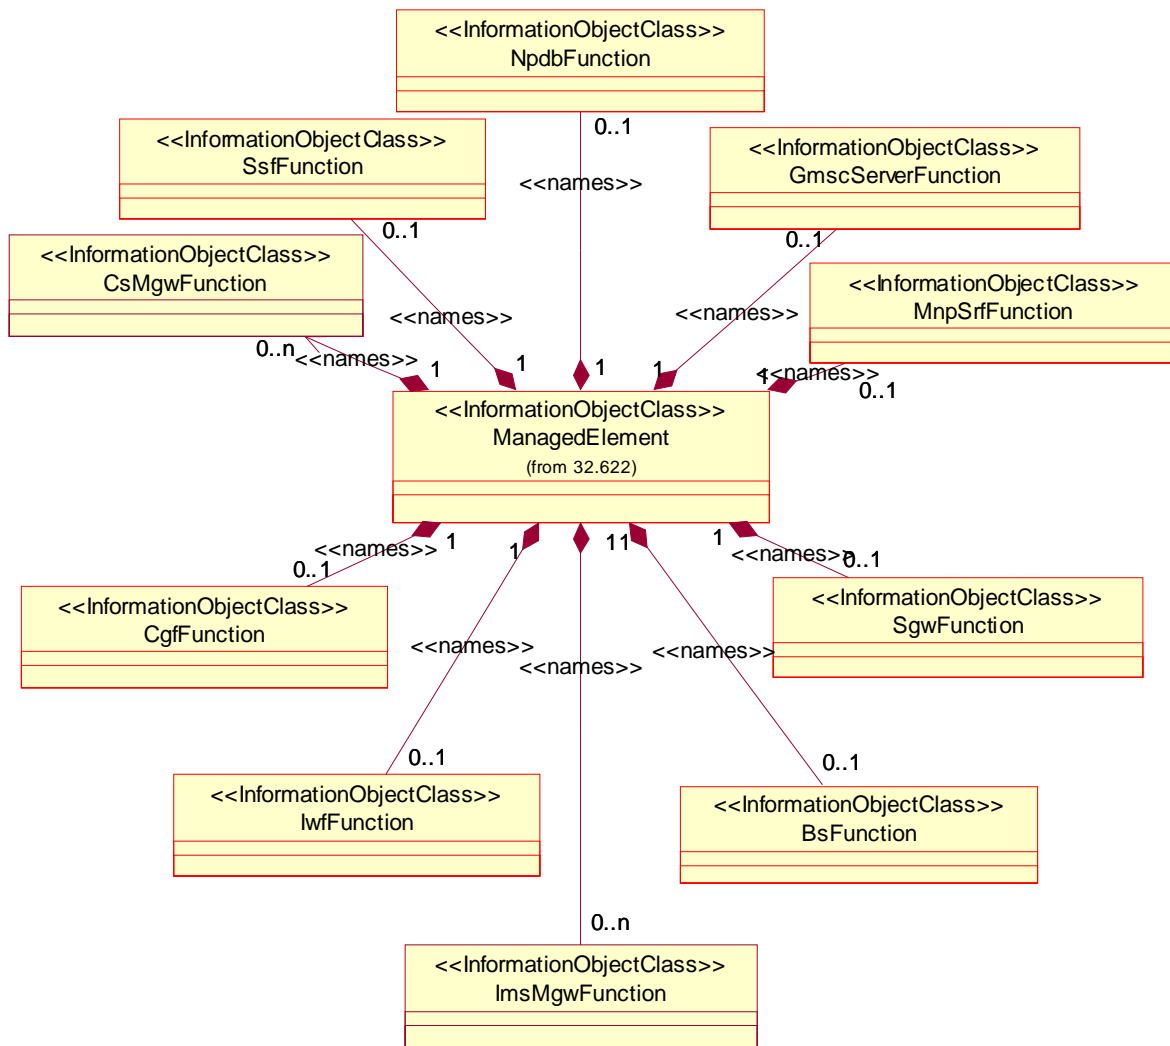 <<InformationObjectClass>>
NpdbFunction
0..1
<<names>>
1
<<InformationObjectClass>>
SsfFunction
0..1
<<names>>
1
<<InformationObjectClass>>
GmscServerFunction
0..1
<<names>>
1
<<InformationObjectClass>>
CsMgwFunction
0..n
<<names>>
1
<<InformationObjectClass>>
MnpSrfFunction
0..1
<<names>>
1
<<InformationObjectClass>>
ManagedElement
(from 32.622)
1
<<names>>
0..1
<<InformationObjectClass>>
CgfFunction
1
<<names>>
0..1
<<InformationObjectClass>>
IwfFunction
1
<<names>>
0..n
<<InformationObjectClass>>
ImsMgwFunction
1
<<names>>
0..1
<<InformationObjectClass>>
BsFunction
1
<<names>>
0..1
<<InformationObjectClass>>
SgwFunction